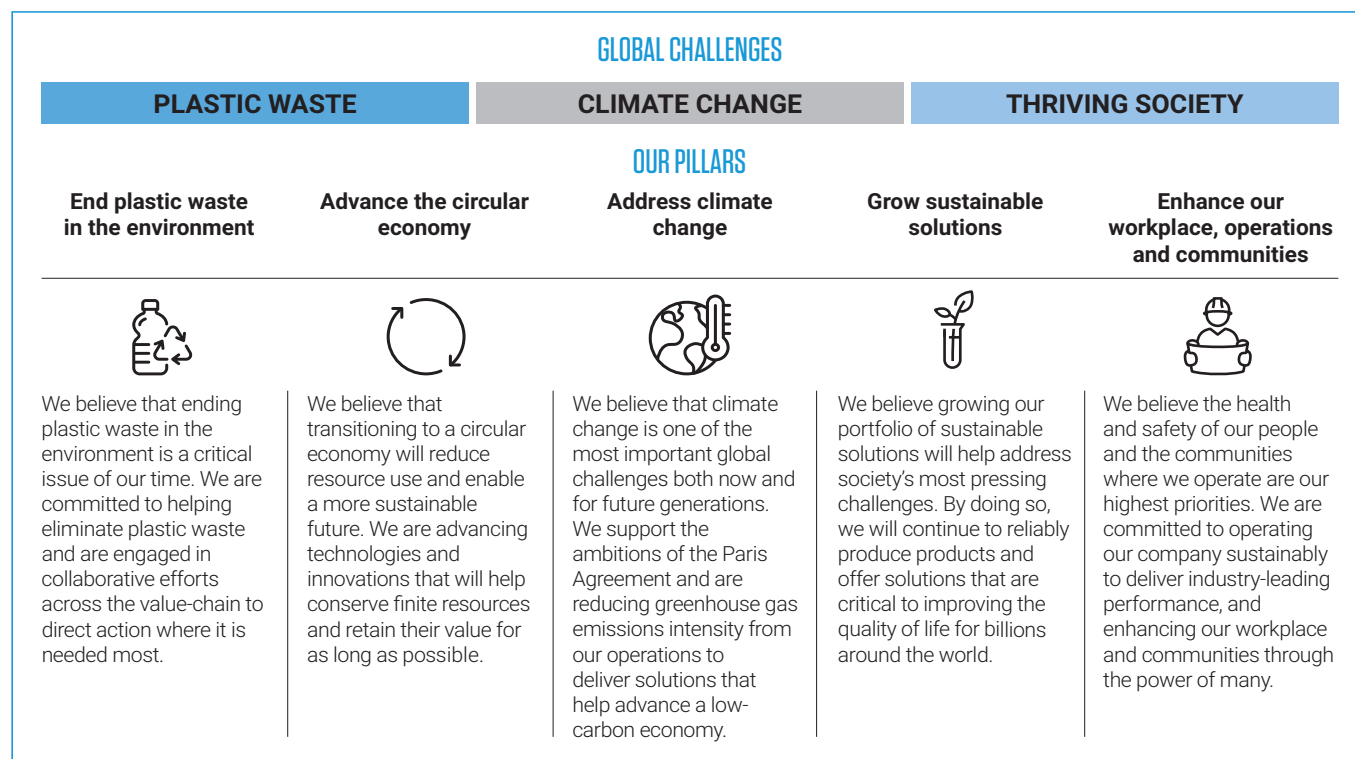 GLOBAL CHALLENGES
PLASTIC WASTE
CLIMATE CHANGE
THRIVING SOCIETY
OUR PILLARS
End plastic waste
in the environment
Advance the circular
economy
Address climate
change
Grow sustainable
solutions
Enhance our
workplace, operations
and communities
We believe that ending
plastic waste in the
environment is a critical
issue of our time. We are
committed to helping
eliminate plastic waste
and are engaged in
collaborative efforts
across the value-chain to
direct action where it is
needed most.
We believe that
transitioning to a circular
economy will reduce
resource use and enable
a more sustainable
future. We are advancing
technologies and
innovations that will help
conserve finite resources
and retain their value for
as long as possible.
We believe that climate
change is one of the
most important global
challenges both now and
for future generations.
We support the
ambitions of the Paris
Agreement and are
reducing greenhouse gas
emissions intensity from
our operations to
deliver solutions that
help advance a low-
carbon economy.
We believe growing our
portfolio of sustainable
solutions will help address
society’s most pressing
challenges. By doing so,
we will continue to reliably
produce products and
offer solutions that are
critical to improving the
quality of life for billions
around the world.
We believe the health
and safety of our people
and the communities
where we operate are our
highest priorities. We are
committed to operating
our company sustainably
to deliver industry-leading
performance, and
enhancing our workplace
and communities through
the power of many.